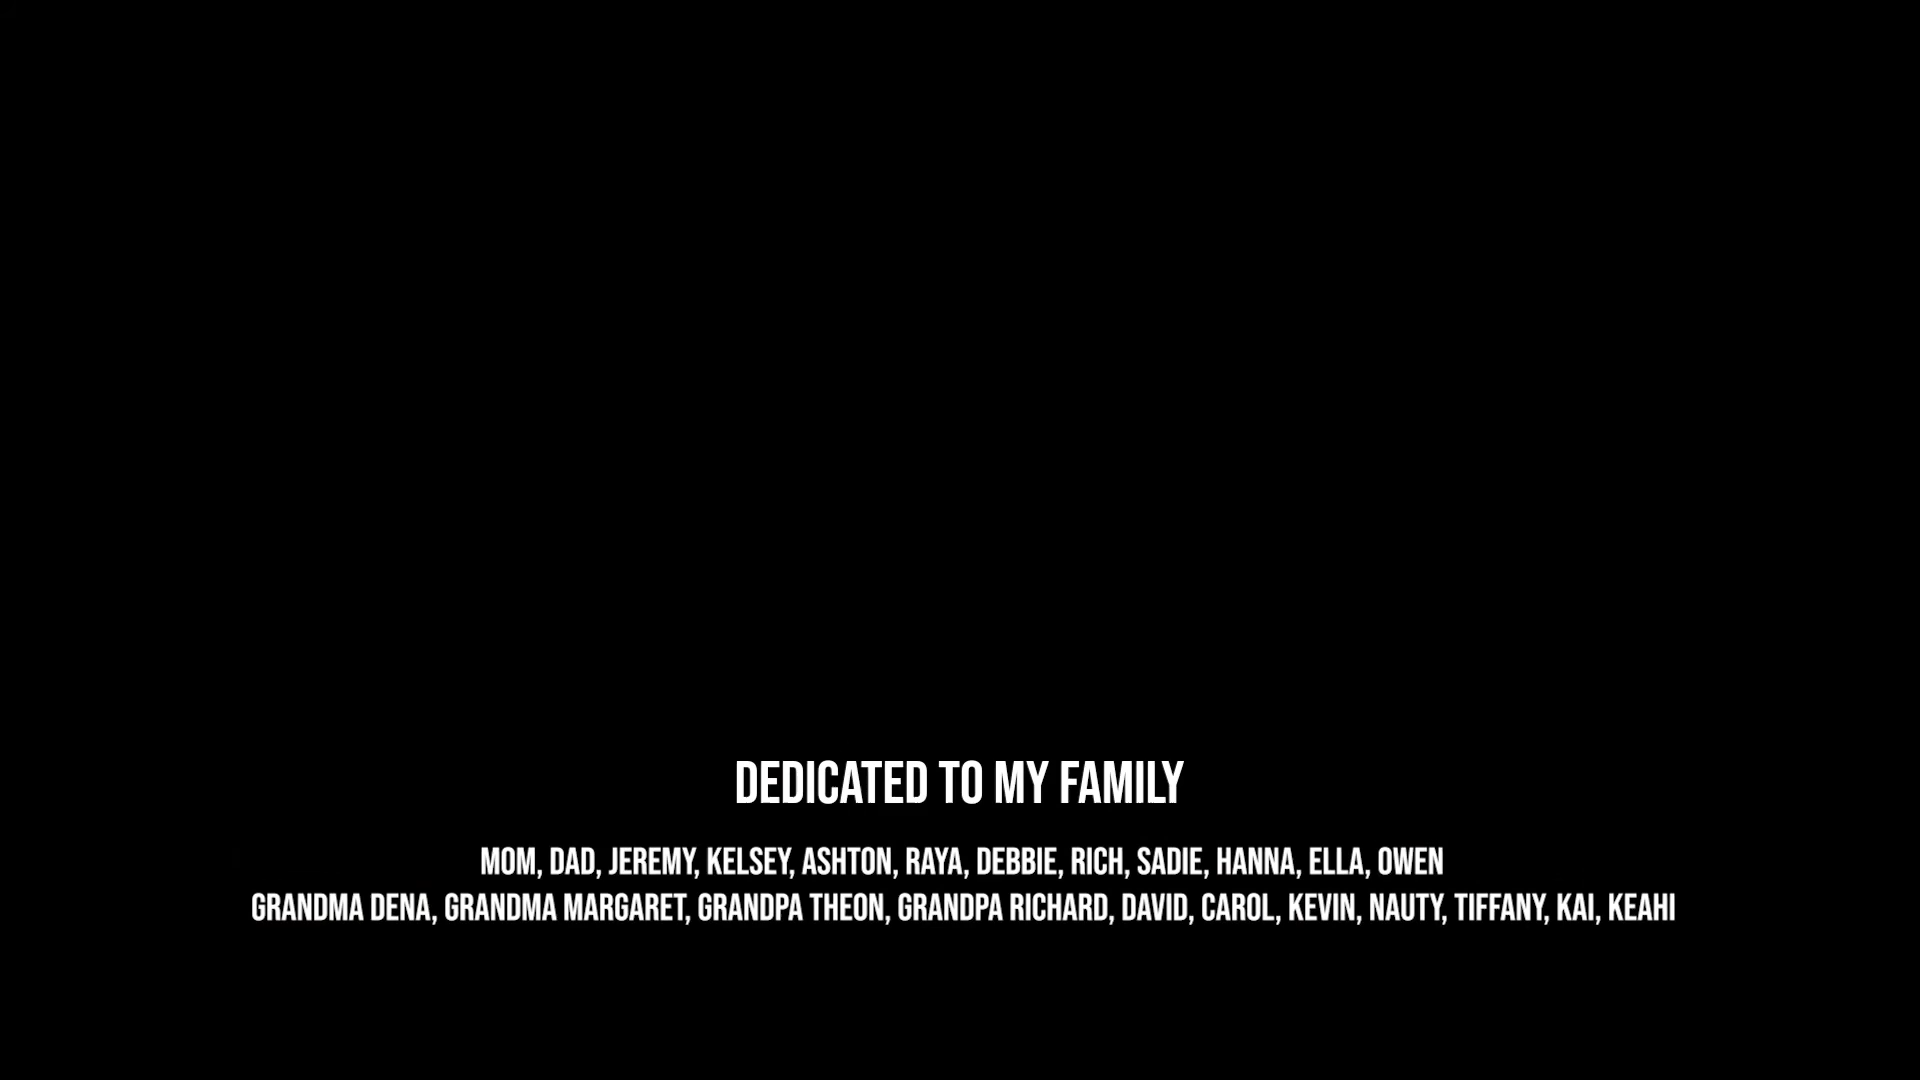 DEDICATED TO MY FAMILY
MOM, DAD, JEREMY, KELSEY, ASHTON, RAYA, DEBBIE, RICH, SADIE, HANNA, ELLA, OWEN
GRANDMA DENA, GRANDMA MARGARET, GRANDPA THEON, GRANDPA RICHARD, DAVID, CAROL, KEVIN, NAUTY, TIFFANY, KAI, KEAHI